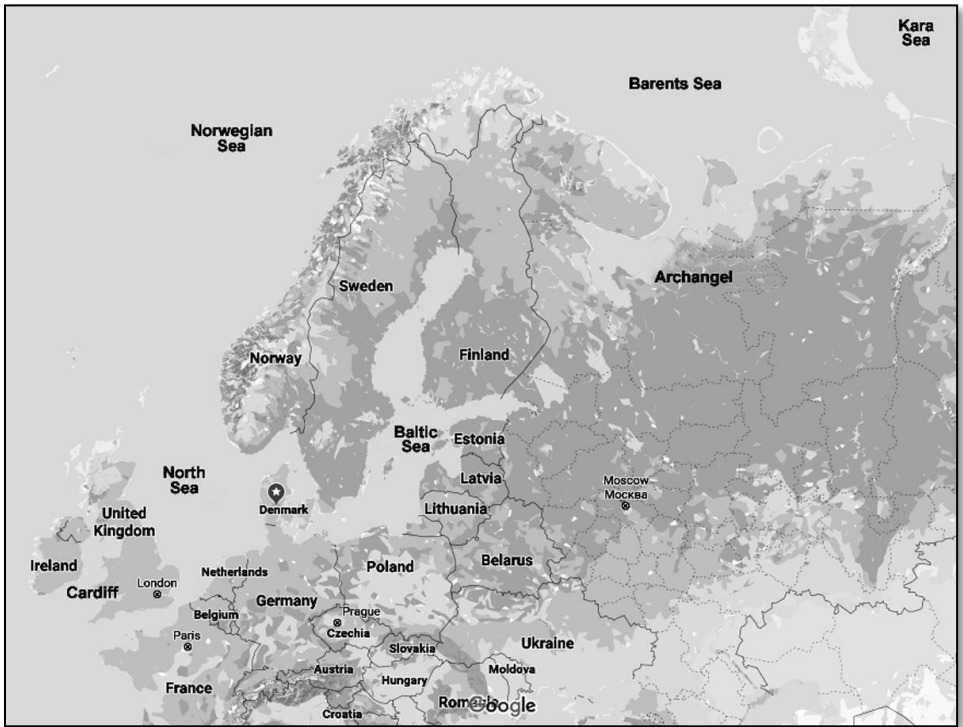 Kara
Sea
Barents Sea
Norwegian
Sea
Archangel
Sweden
Norway
Finland
Baltic
Sea
Estonia
North
Sea
Latvia
Moscow
Москва
Denmark
Lithuania
United
Kingdom
Ireland
Belarus
Poland
Netherlands
London
Cardiff
Germany
Belgium
Prague
Czechia
Paris
Ukraine
Slovakia
Austria
Moldova
Hungary
France
Romania
Google
Croatia